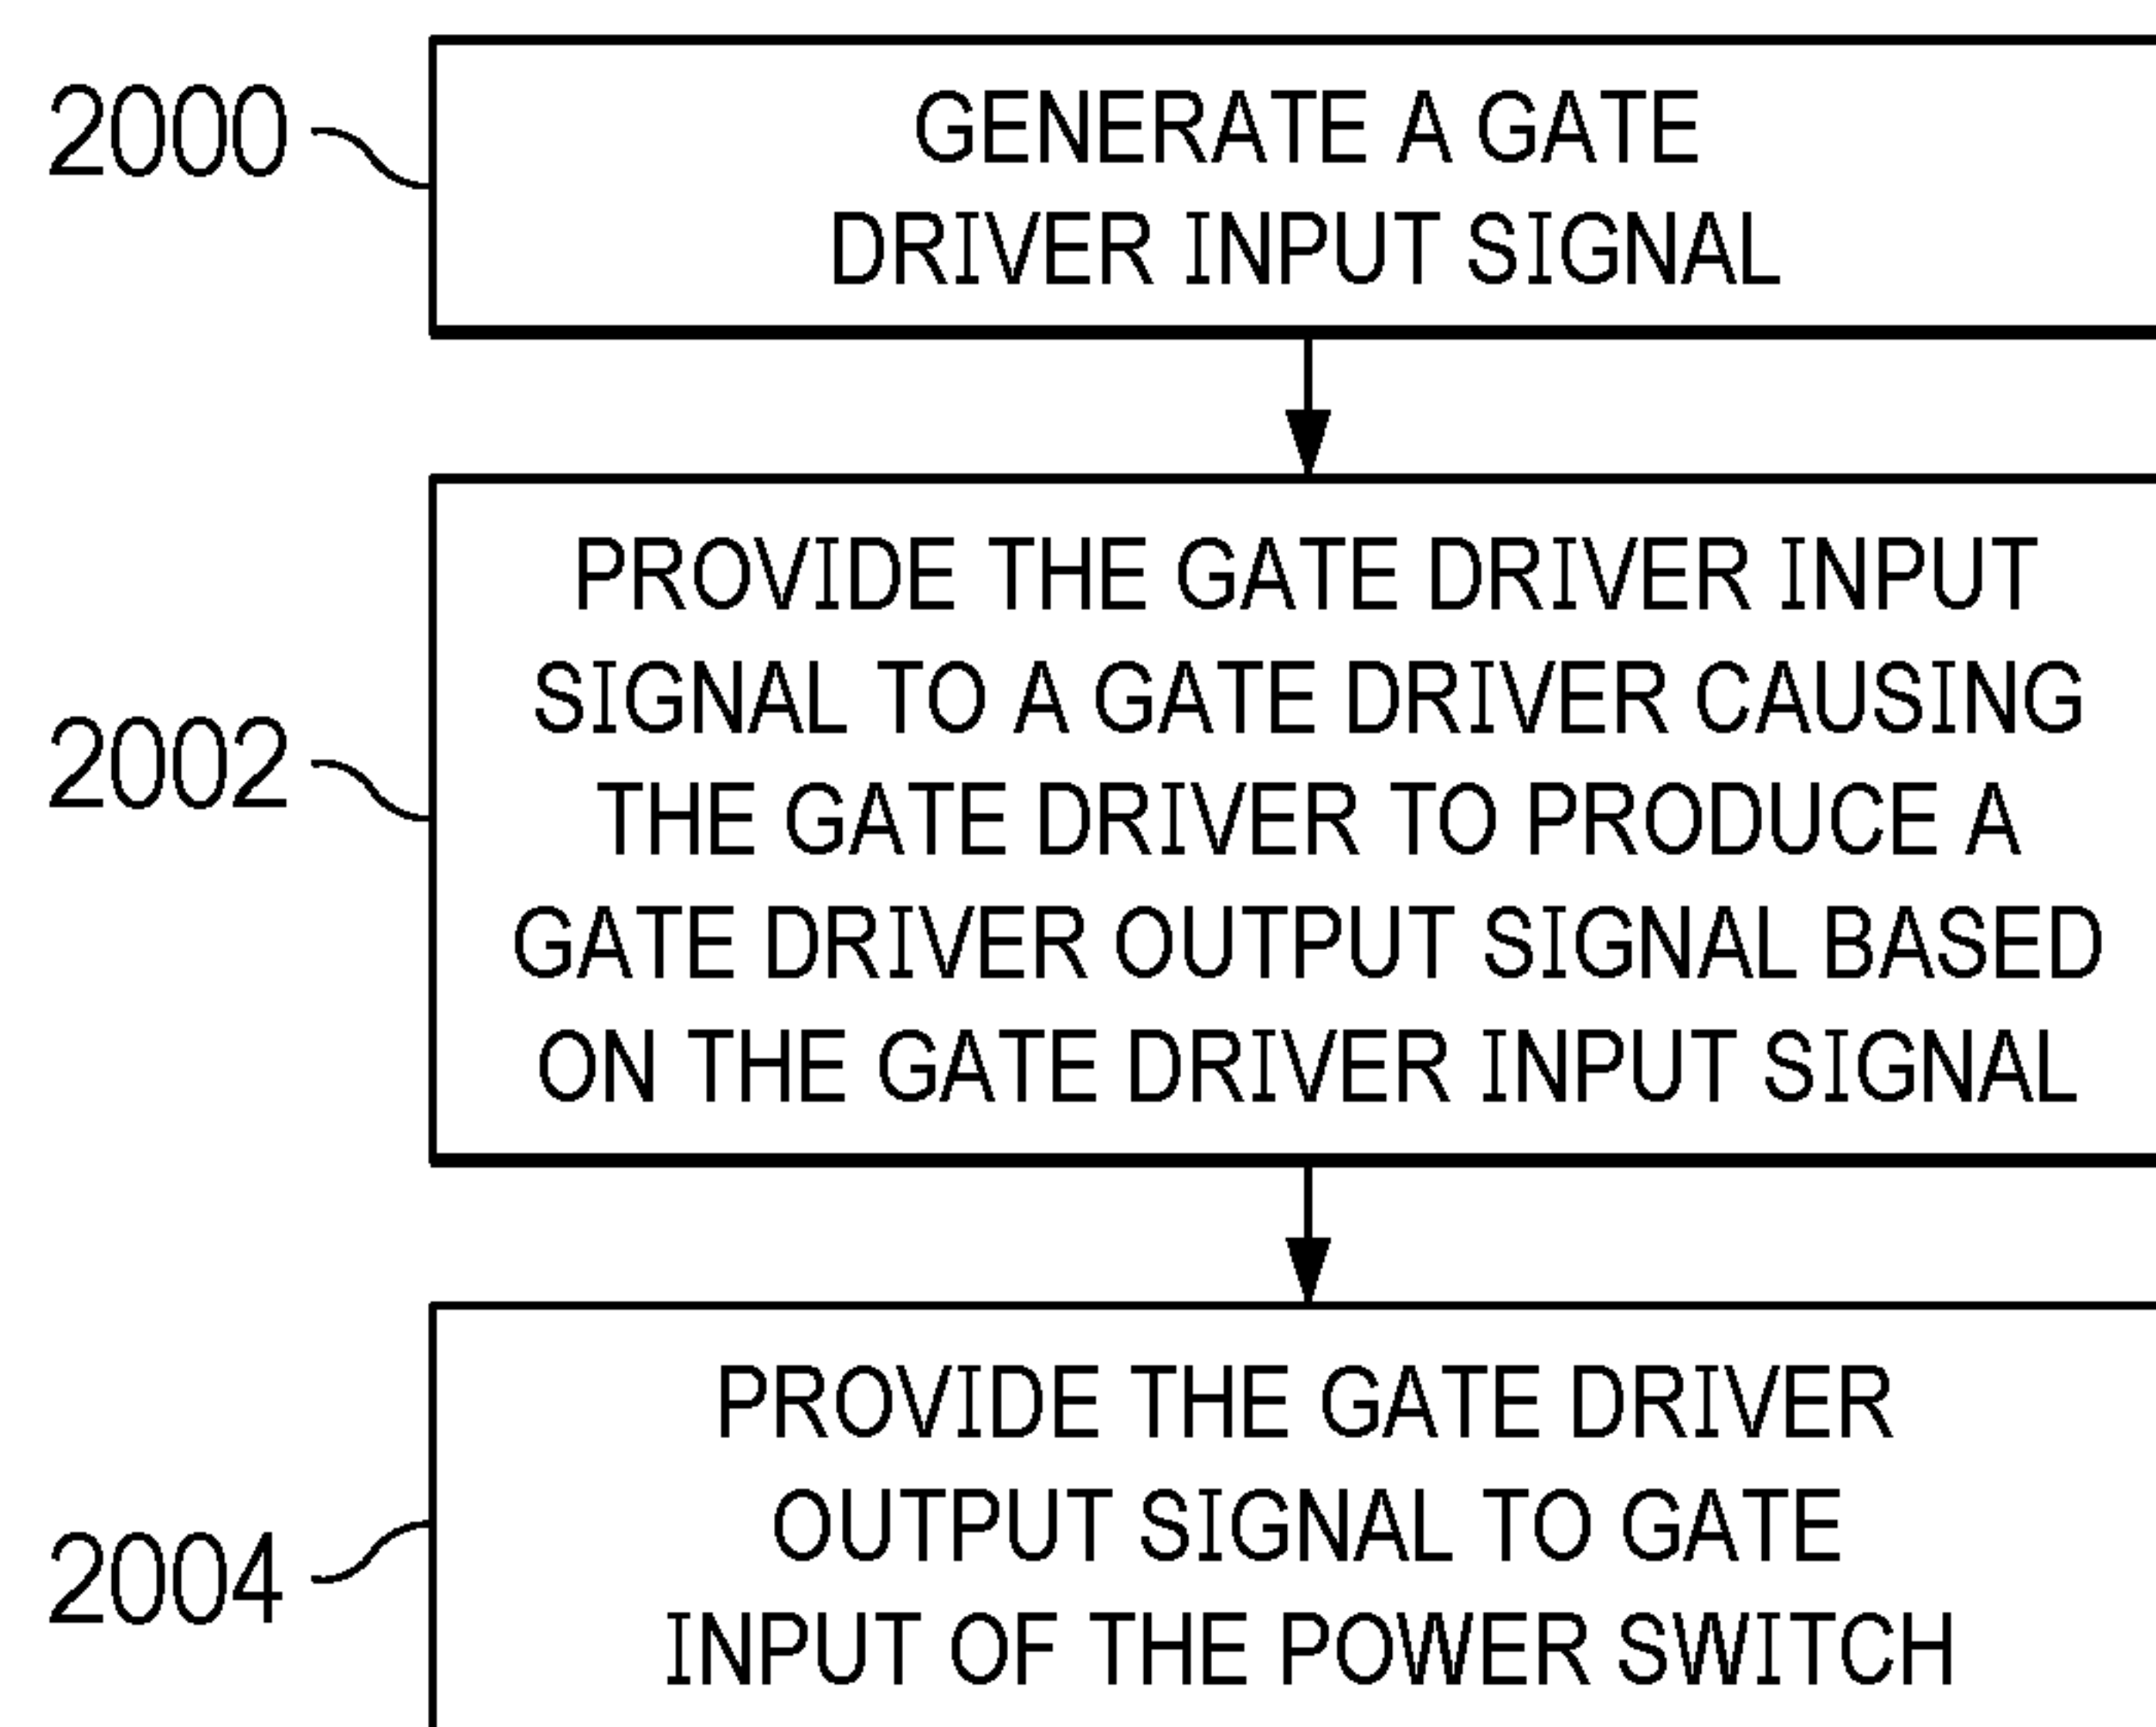 2000
GENERATE A GATE
DRIVER INPUT SIGNAL
2002
PROVIDE THE GATE DRIVER INPUT
SIGNAL TO A GATE DRIVER CAUSING
THE GATE DRIVER TO PRODUCE A
GATE DRIVER OUTPUT SIGNAL BASED
ON THE GATE DRIVER INPUT SIGNAL
2004
PROVIDE THE GATE DRIVER
OUTPUT SIGNAL TO GATE
INPUT OF THE POWER SWITCH